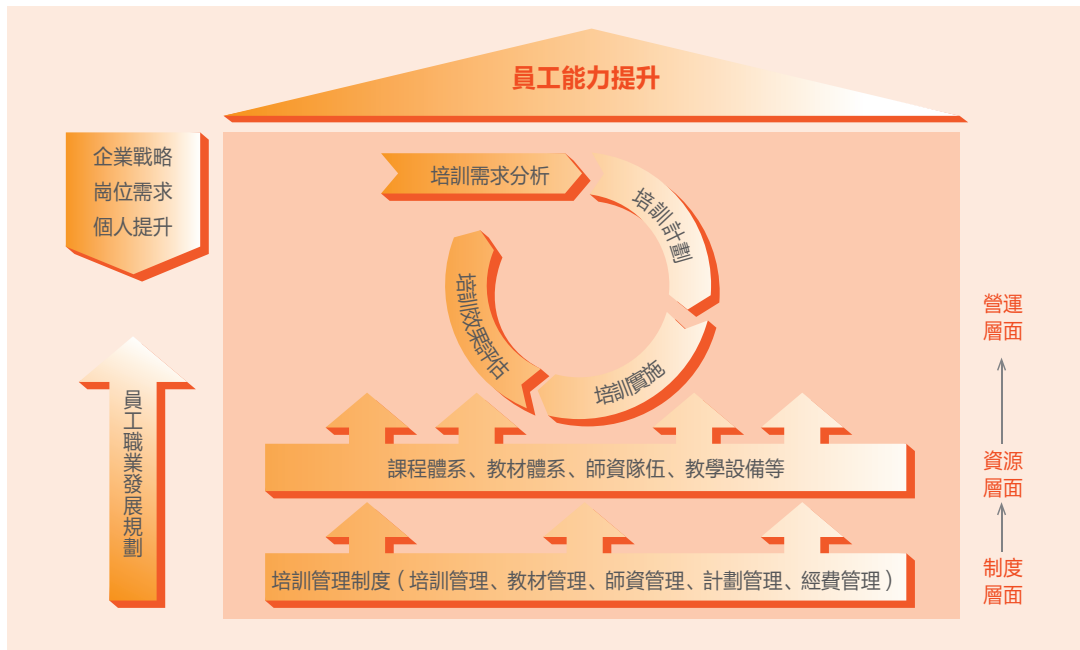 員工能力提升
企業戰略
崗位需求
個人提升
培訓需求分析
培訓計劃
培訓實施
培訓效果評估
員工職業發展規劃
課程體系、教材體系、師資隊伍、教學設備等
培訓管理制度（培訓管理、教材管理、師資管理、計劃管理、經費管理）
營運
層面
資源
層面
制度
層面